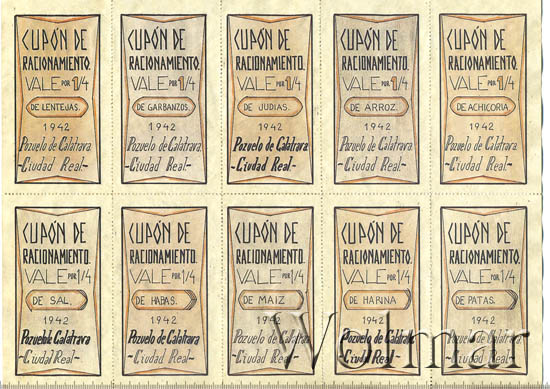 CUPÓN DE
RACIONAMIENTO.
VALE POR 1/4
DE LENTEJAS.
1942
Pozuelo de Calatrava
-Ciudad Real-
CUPÓN DE
RACIONAMIENTO.
VALE POR 1/4
DE GARBANZOS.
1942
Pozuelo de Calatrava
-Ciudad Real-
CUPÓN DE
RACIONAMIENTO.
VALE POR 1/4
DE JUDIAS.
1942
Pozuelo de Calatrava
-Ciudad Real-
CUPÓN DE
RACIONAMIENTO.
VALE POR 1/4
DE ARROZ.
1942
Pozuelo de Calatrava
-Ciudad Real-
CUPÓN DE
RACIONAMIENTO.
VALE POR 1/4
DE ACHICORIA
1942
Pozuelo de Calatrava
-Ciudad Real-
CUPÓN DE
RACIONAMIENTO.
VALE POR 1/4
DE SAL.
1942
Pozuelo de Calatrava
-Ciudad Real-
CUPÓN DE
RACIONAMIENTO.
VALE POR 1/4
DE HABAS.
1942
Pozuelo de Calatrava
-Ciudad Real-
CUPÓN DE
RACIONAMIENTO.
VALE POR 1/4
DE MAIZ
1942
Pozuelo de Calatrava
-Ciudad Real-
CUPÓN DE
RACIONAMIENTO.
VALE POR 1/4
DE HARINA
1942
Pozuelo de Calatrava
-Ciudad Real-
CUPÓN DE
RACIONAMIENTO.
VALE POR 1/4
DE PATAS.
1942
Pozuelo de Calatrava
-Ciudad Real-
Wolmar